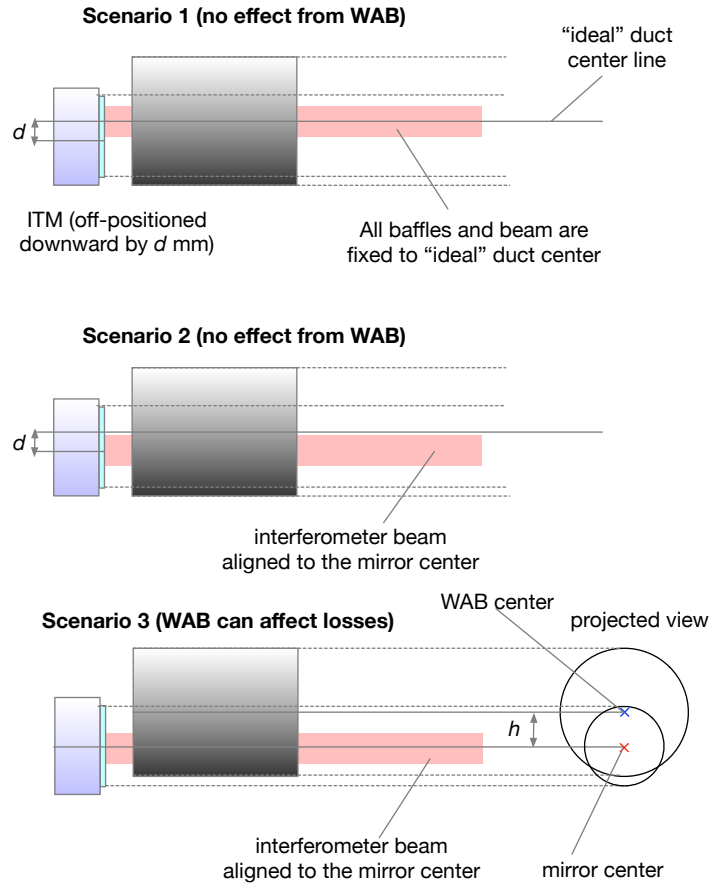 Scenario 1 (no effect from WAB)
“ideal” duct
center line
d
ITM (off-positioned
downward by d mm)
All baffles and beam are
fixed to “ideal” duct center
Scenario 2 (no effect from WAB)
d
interferometer beam
aligned to the mirror center
WAB center
Scenario 3 (WAB can affect losses)
projected view
h
interferometer beam
aligned to the mirror center
mirror center